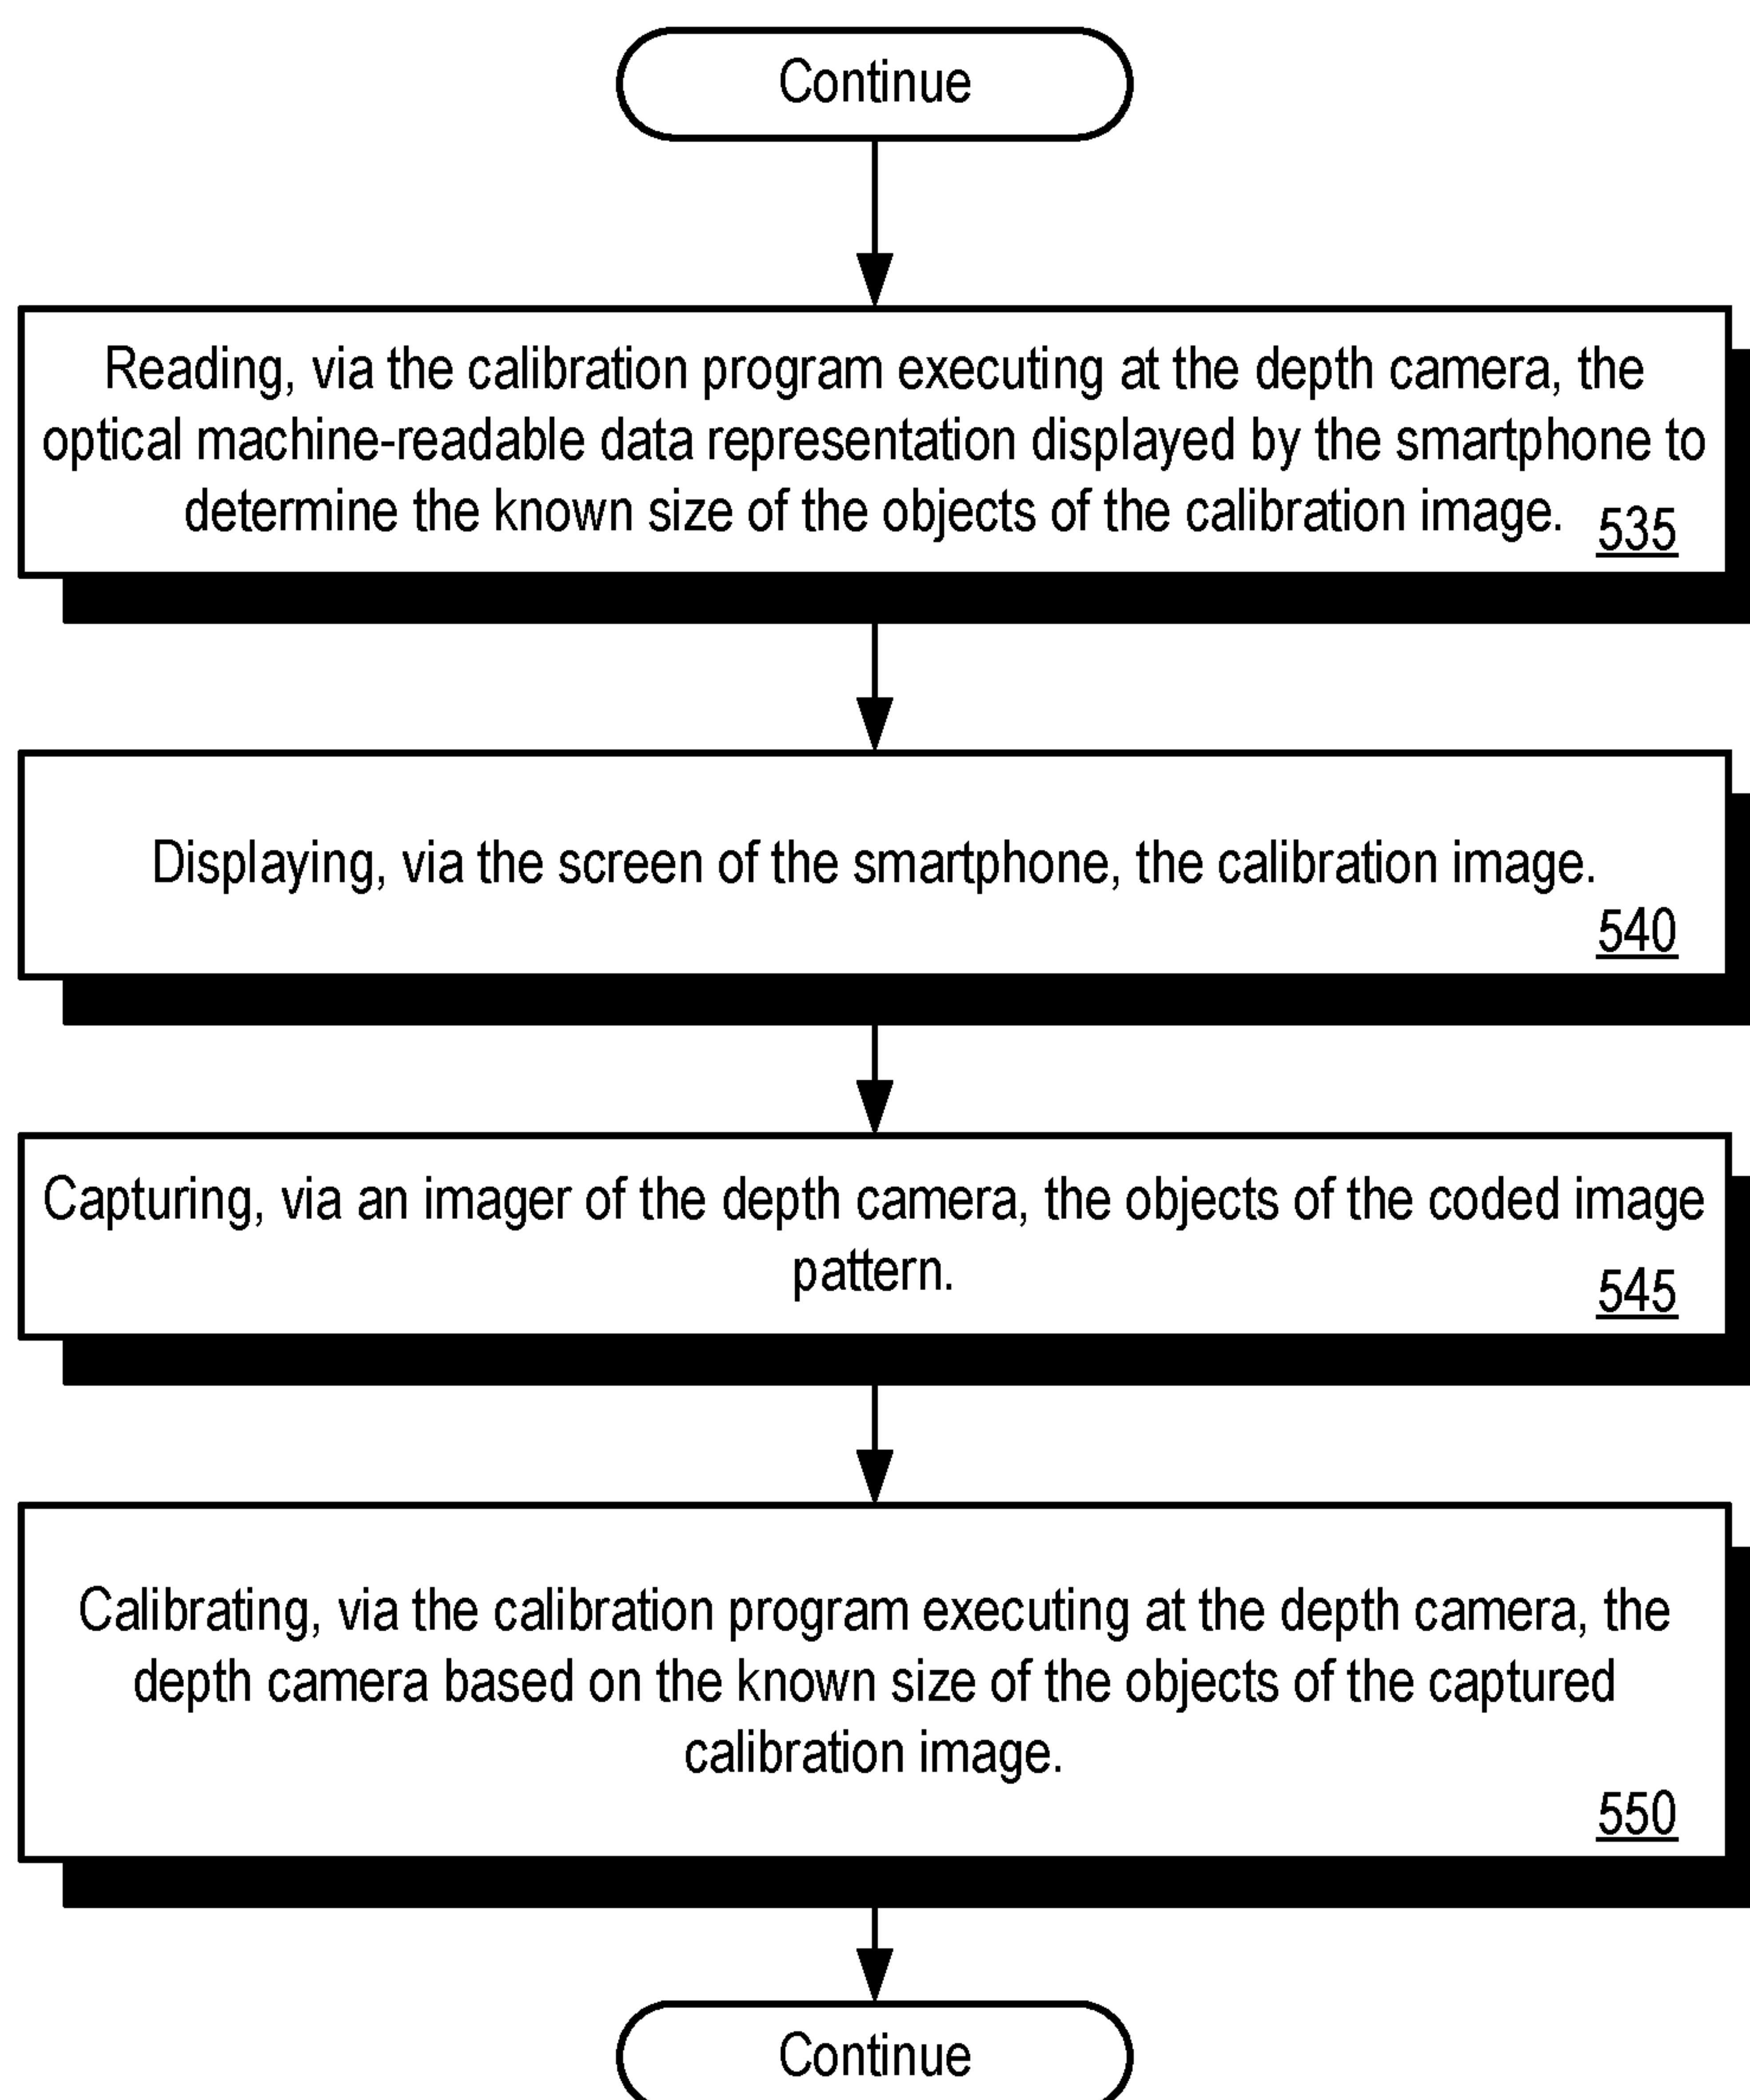 Continue
Reading, via the calibration program executing at the depth camera, the
optical machine-readable data representation displayed by the smartphone to
determine the known size of the objects of the calibration image.
535
Displaying, via the screen of the smartphone, the calibration image.
540
Capturing, via an imager of the depth camera, the objects of the coded image
pattern.
545
Calibrating, via the calibration program executing at the depth camera, the
depth camera based on the known size of the objects of the captured
calibration image.
550
Continue